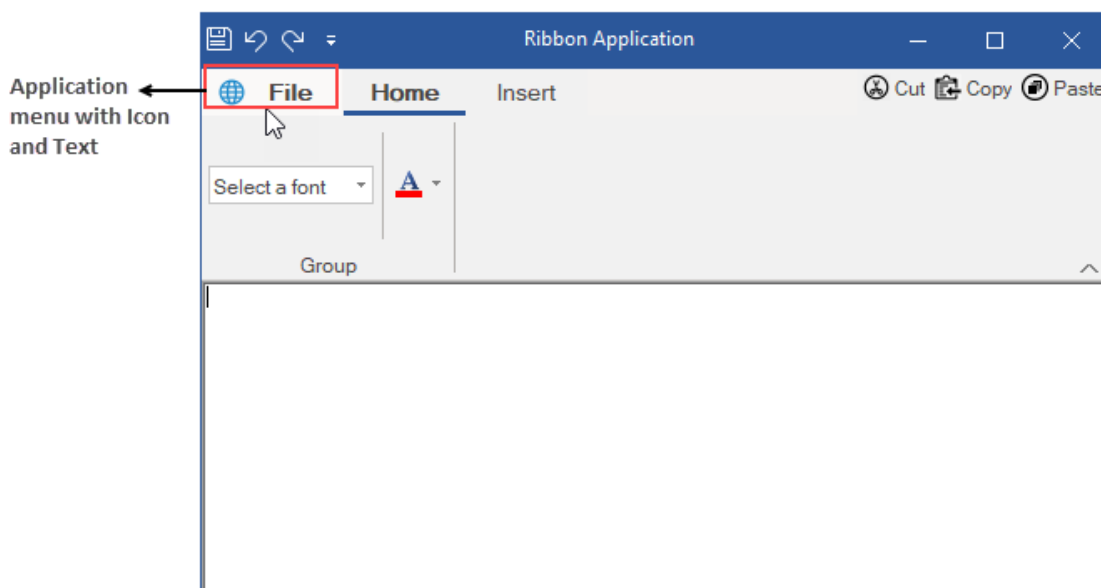 Ribbon Application
Application
menu with Icon
and Text
File Home Insert Cut Copy Paste
Select a font A
Group